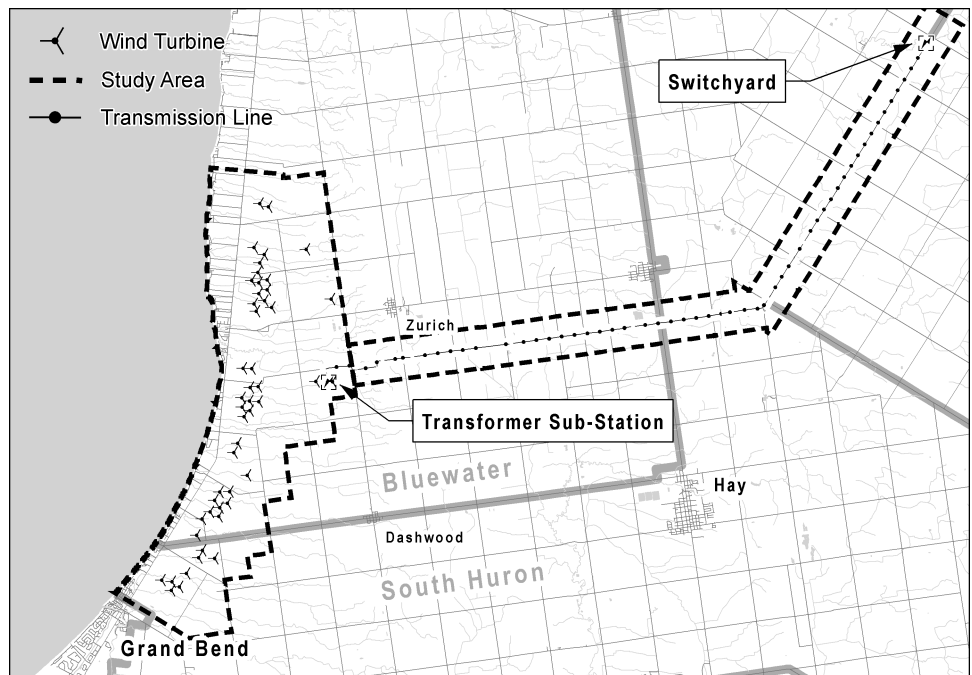 Wind Turbine
Study Area
Transmission Line
Switchyard
Zurich
Transformer Sub-Station
Bluewater
Hay
Dashwood
South Huron
Grand Bend